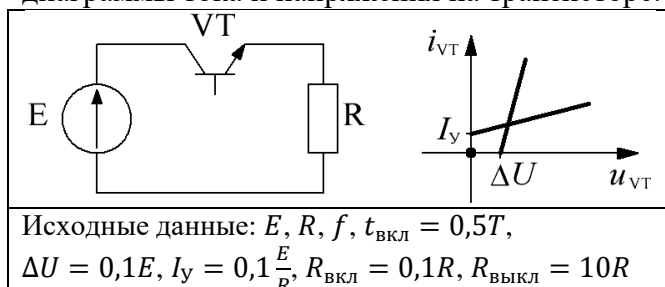 диаграммы тока и напряжения на транзисторе.
VT
E
R
i_VT
I_У
ΔU
u_VT
Исходные данные: E, R, f, t_вкл = 0,5T,
ΔU = 0,1E, I_У = 0,1 E/R, R_вкл = 0,1R, R_выкл = 10R